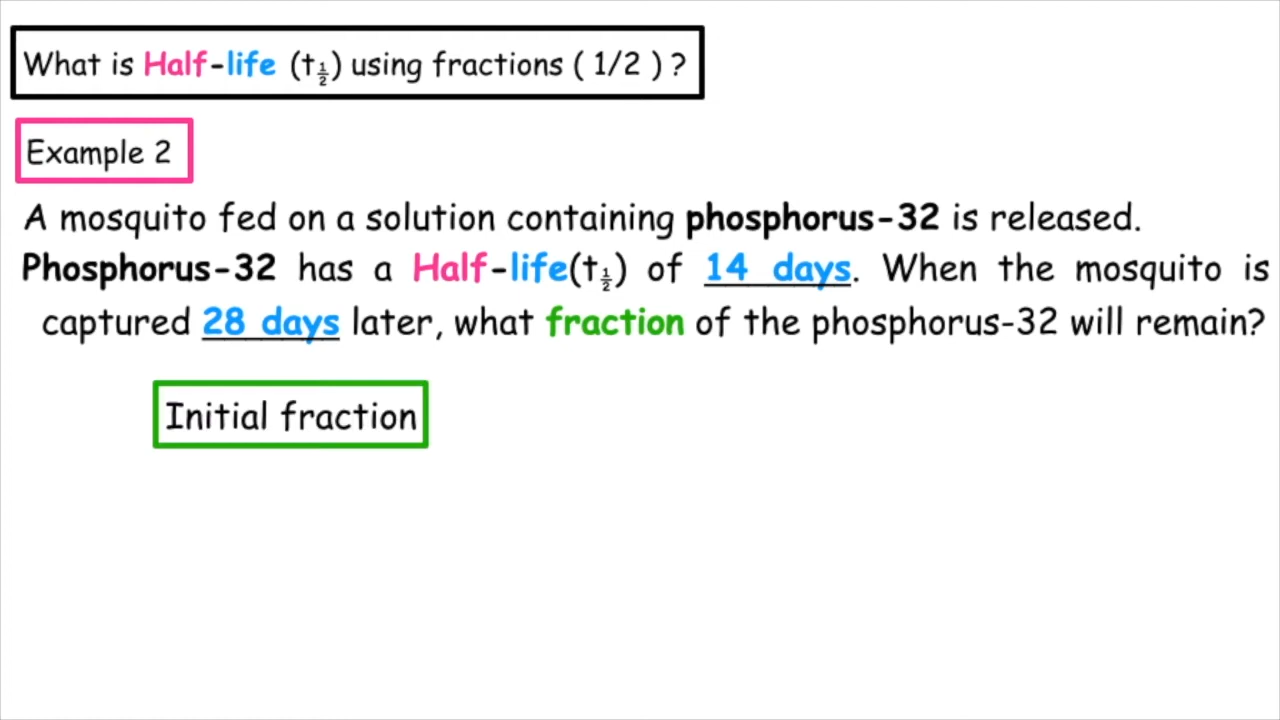 What is Half-life (t½) using fractions ( 1/2 ) ?
Example 2
A mosquito fed on a solution containing phosphorus-32 is released.
Phosphorus-32 has a Half-life(t½) of 14 days. When the mosquito is
captured 28 days later, what fraction of the phosphorus-32 will remain?
Initial fraction